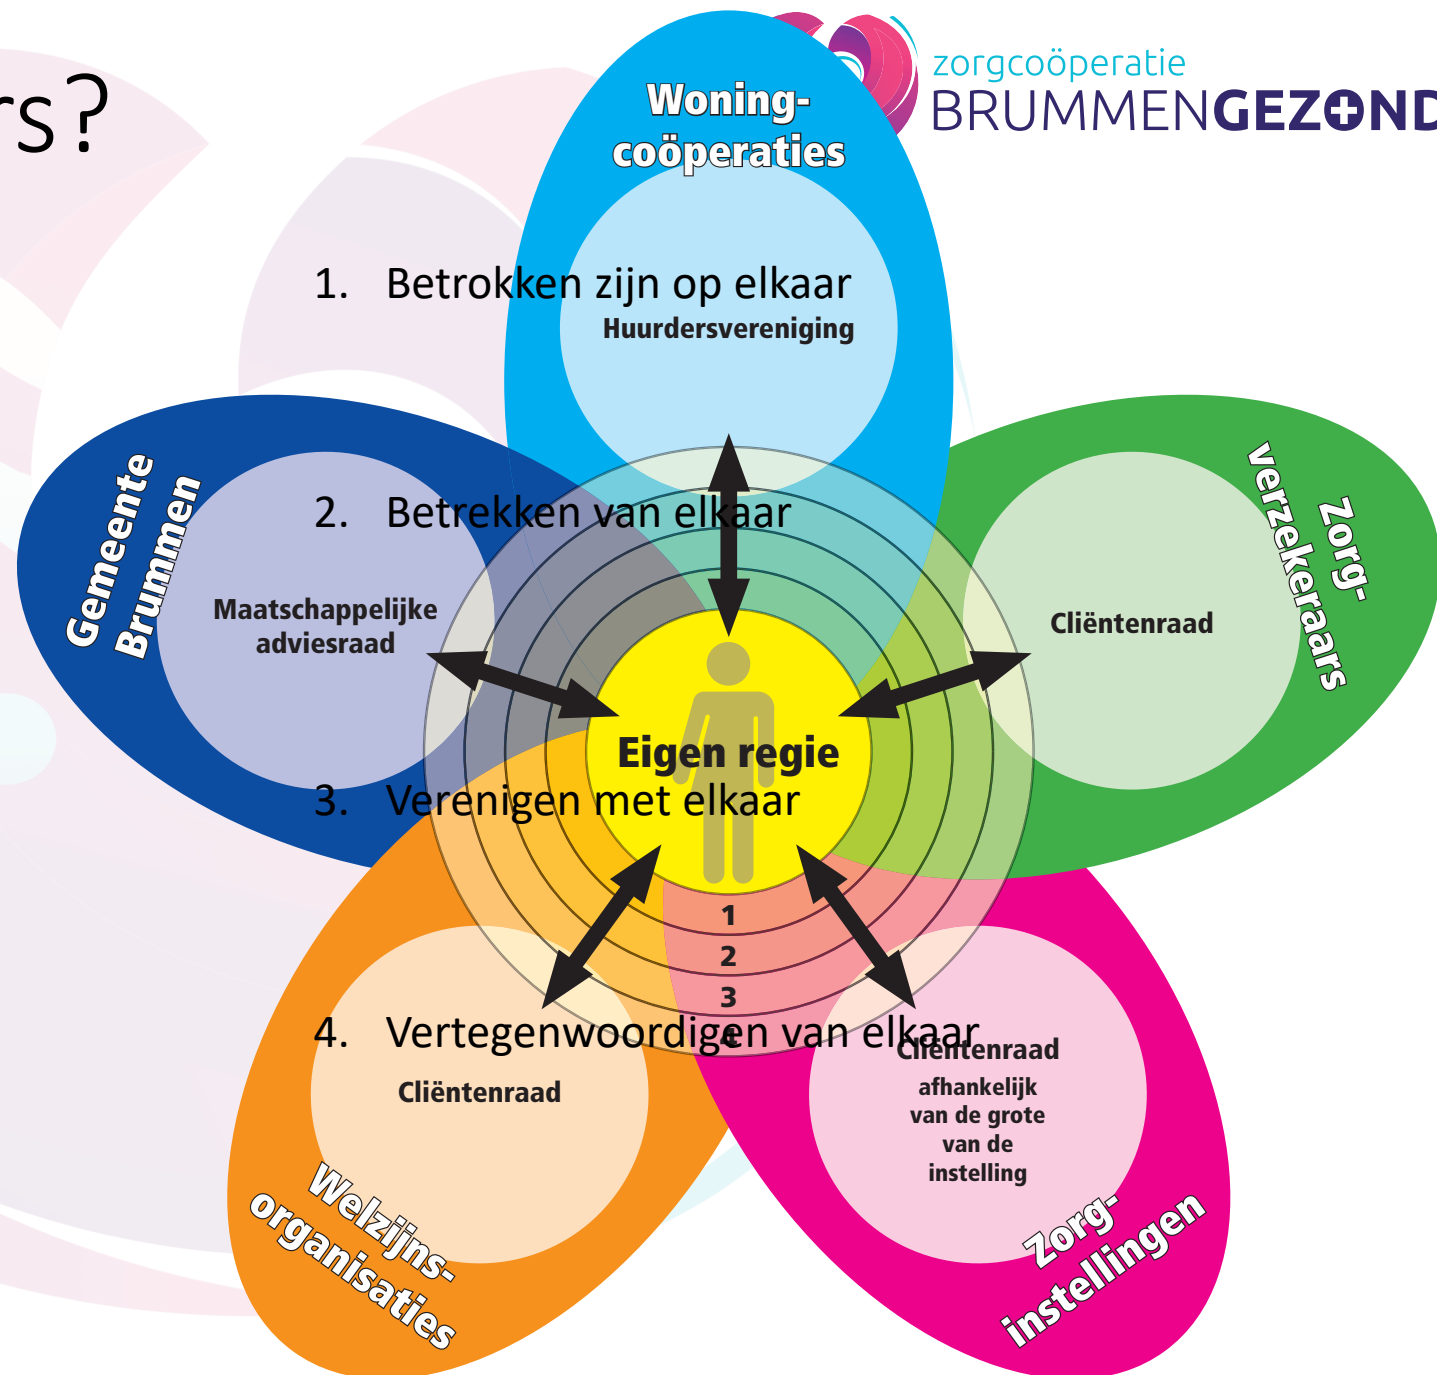 rs?
zorgcoöperatie
BRUMMENGEZOND
Woning-
coöperaties
1. Betrokken zijn op elkaar
Huurdersvereniging
Gemeente
Brummen
2. Betrekken van elkaar
Zorg-
verzekeraars
Maatschappelijke
adviesraad
Cliëntenraad
Eigen regie
3. Verenigen met elkaar
1
2
3
4
4. Vertegenwoordigen van elkaar
Cliëntenraad
Cliëntenraad
afhankelijk
van de grote
van de
instelling
Welzijns-
organisaties
Zorg-
instellingen